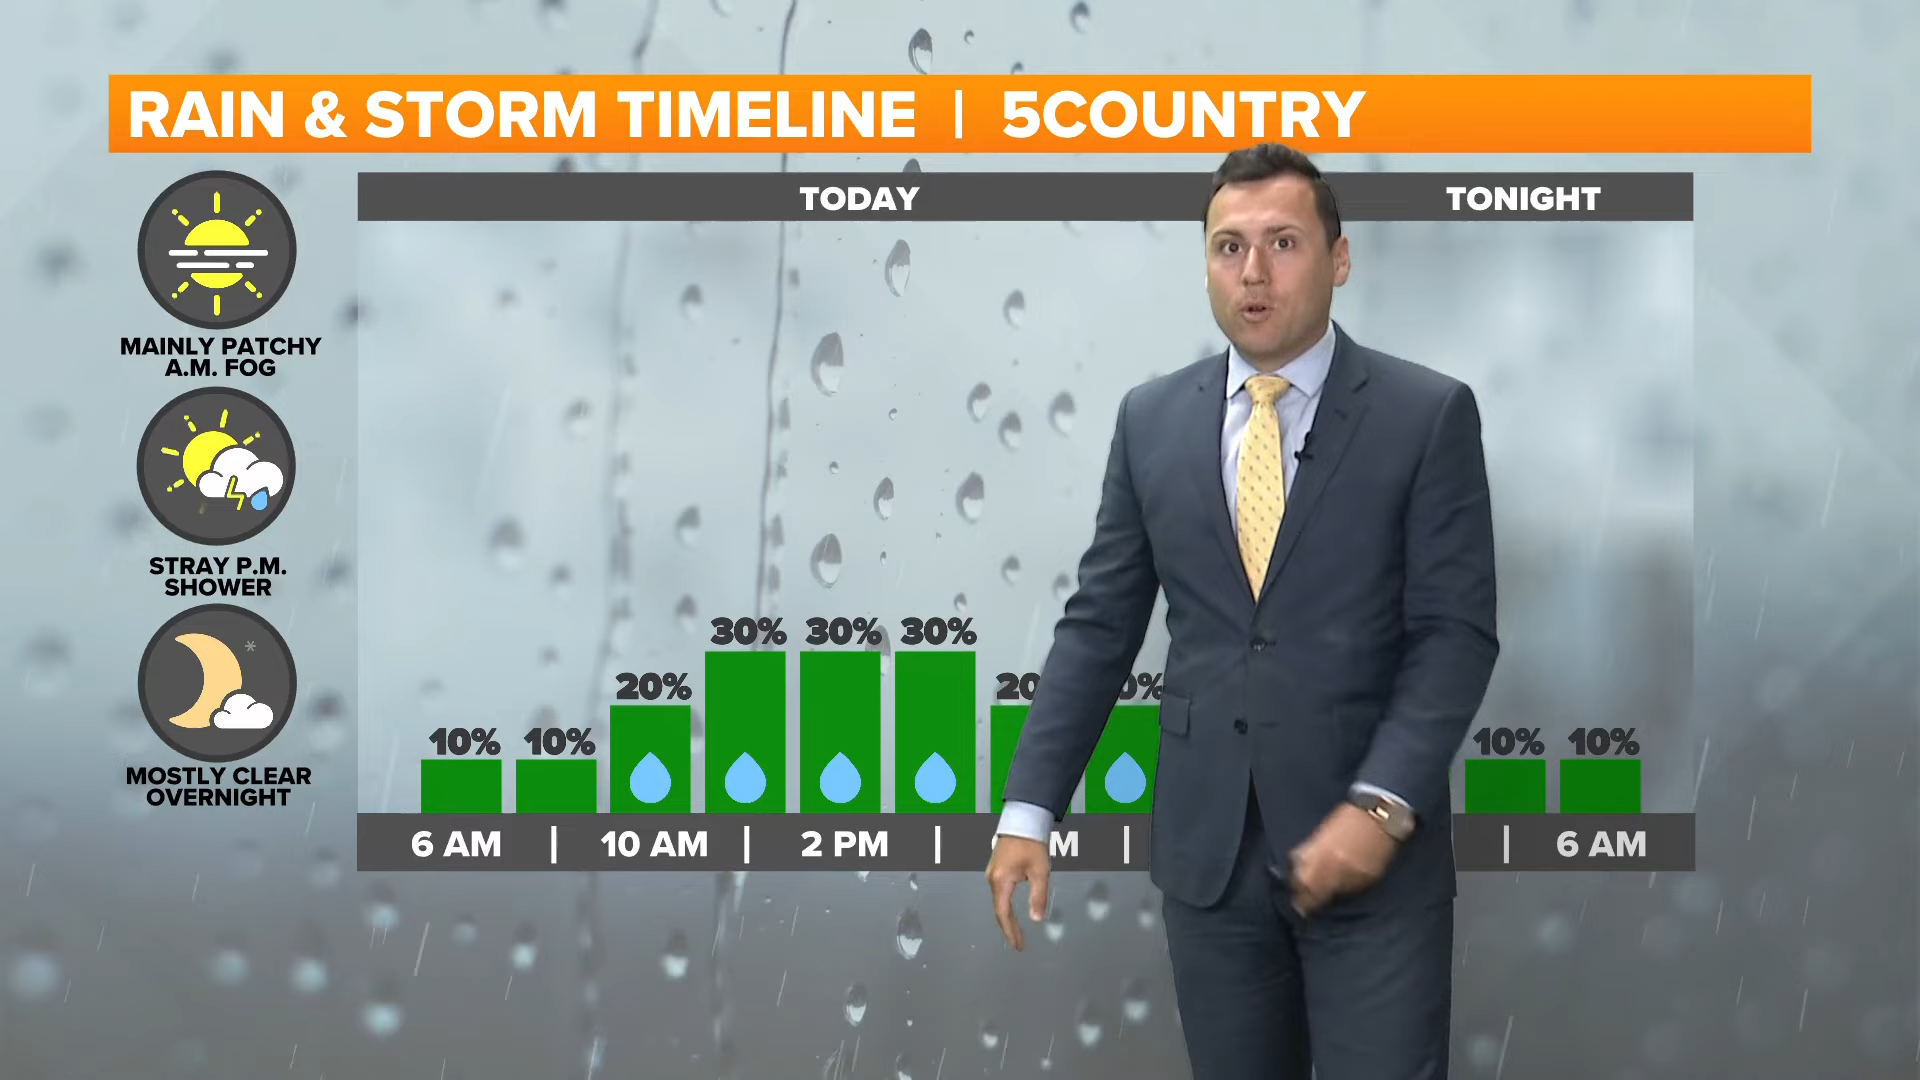 RAIN & STORM TIMELINE | 5COUNTRY
TODAY
TONIGHT
MAINLY PATCHY
A.M. FOG
STRAY P.M.
SHOWER
MOSTLY CLEAR
OVERNIGHT
10% 10% 20% 30% 30% 30% 10% 10%
6 AM | 10 AM | 2 PM | | | 6 AM